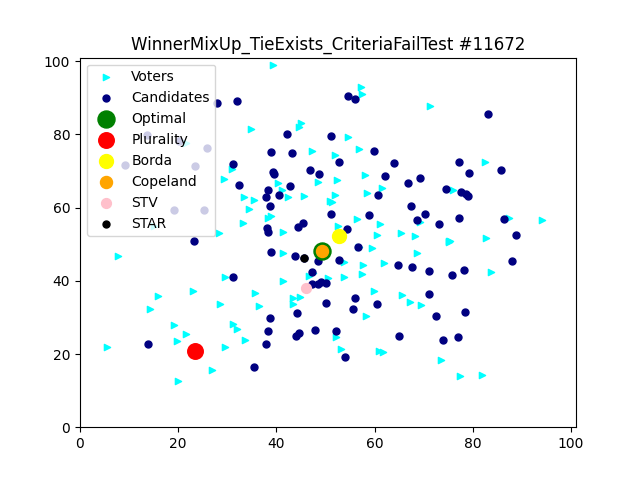 WinnerMixUp_TieExists_CriteriaFailTest #11672
100
80
60
40
20
0
0
20
40
60
80
100
Voters
Candidates
Optimal
Plurality
Borda
Copeland
STV
STAR